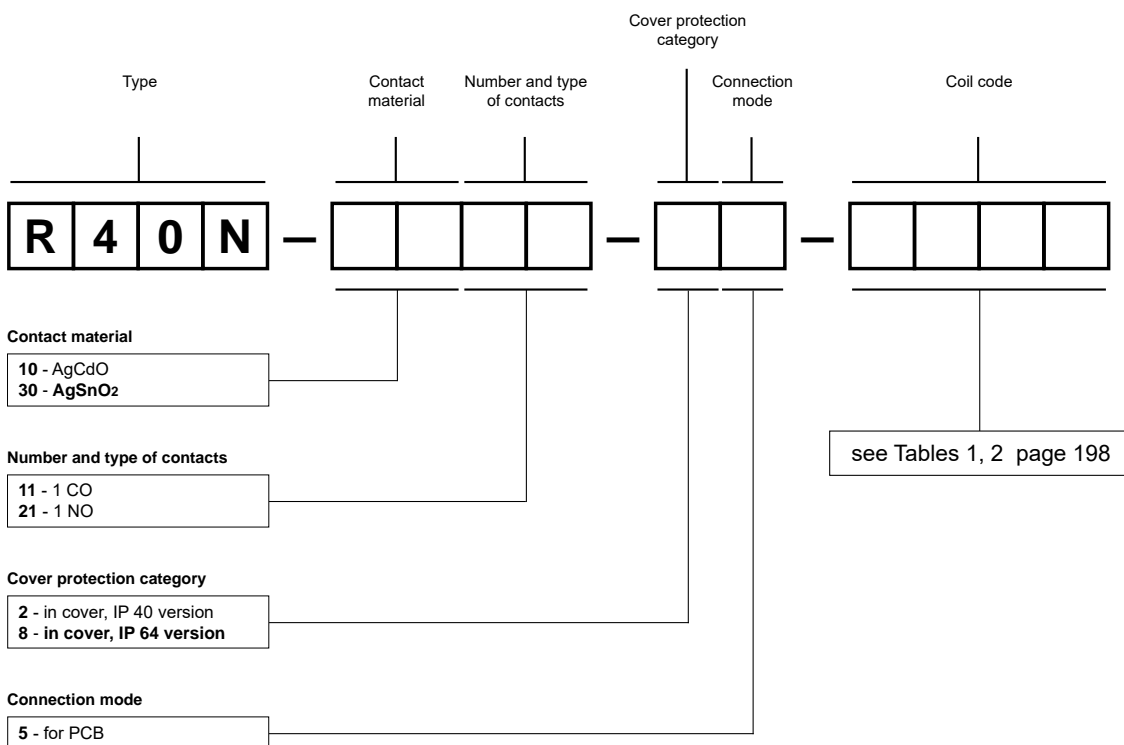 Cover protection
category
Type
Contact
material
Number and type
of contacts
Connection
mode
Coil code
R 4 0 N – – –
Contact material
10 - AgCdO
30 - AgSnO2
see Tables 1, 2 page 198
Number and type of contacts
11 - 1 CO
21 - 1 NO
Cover protection category
2 - in cover, IP 40 version
8 - in cover, IP 64 version
Connection mode
5 - for PCB